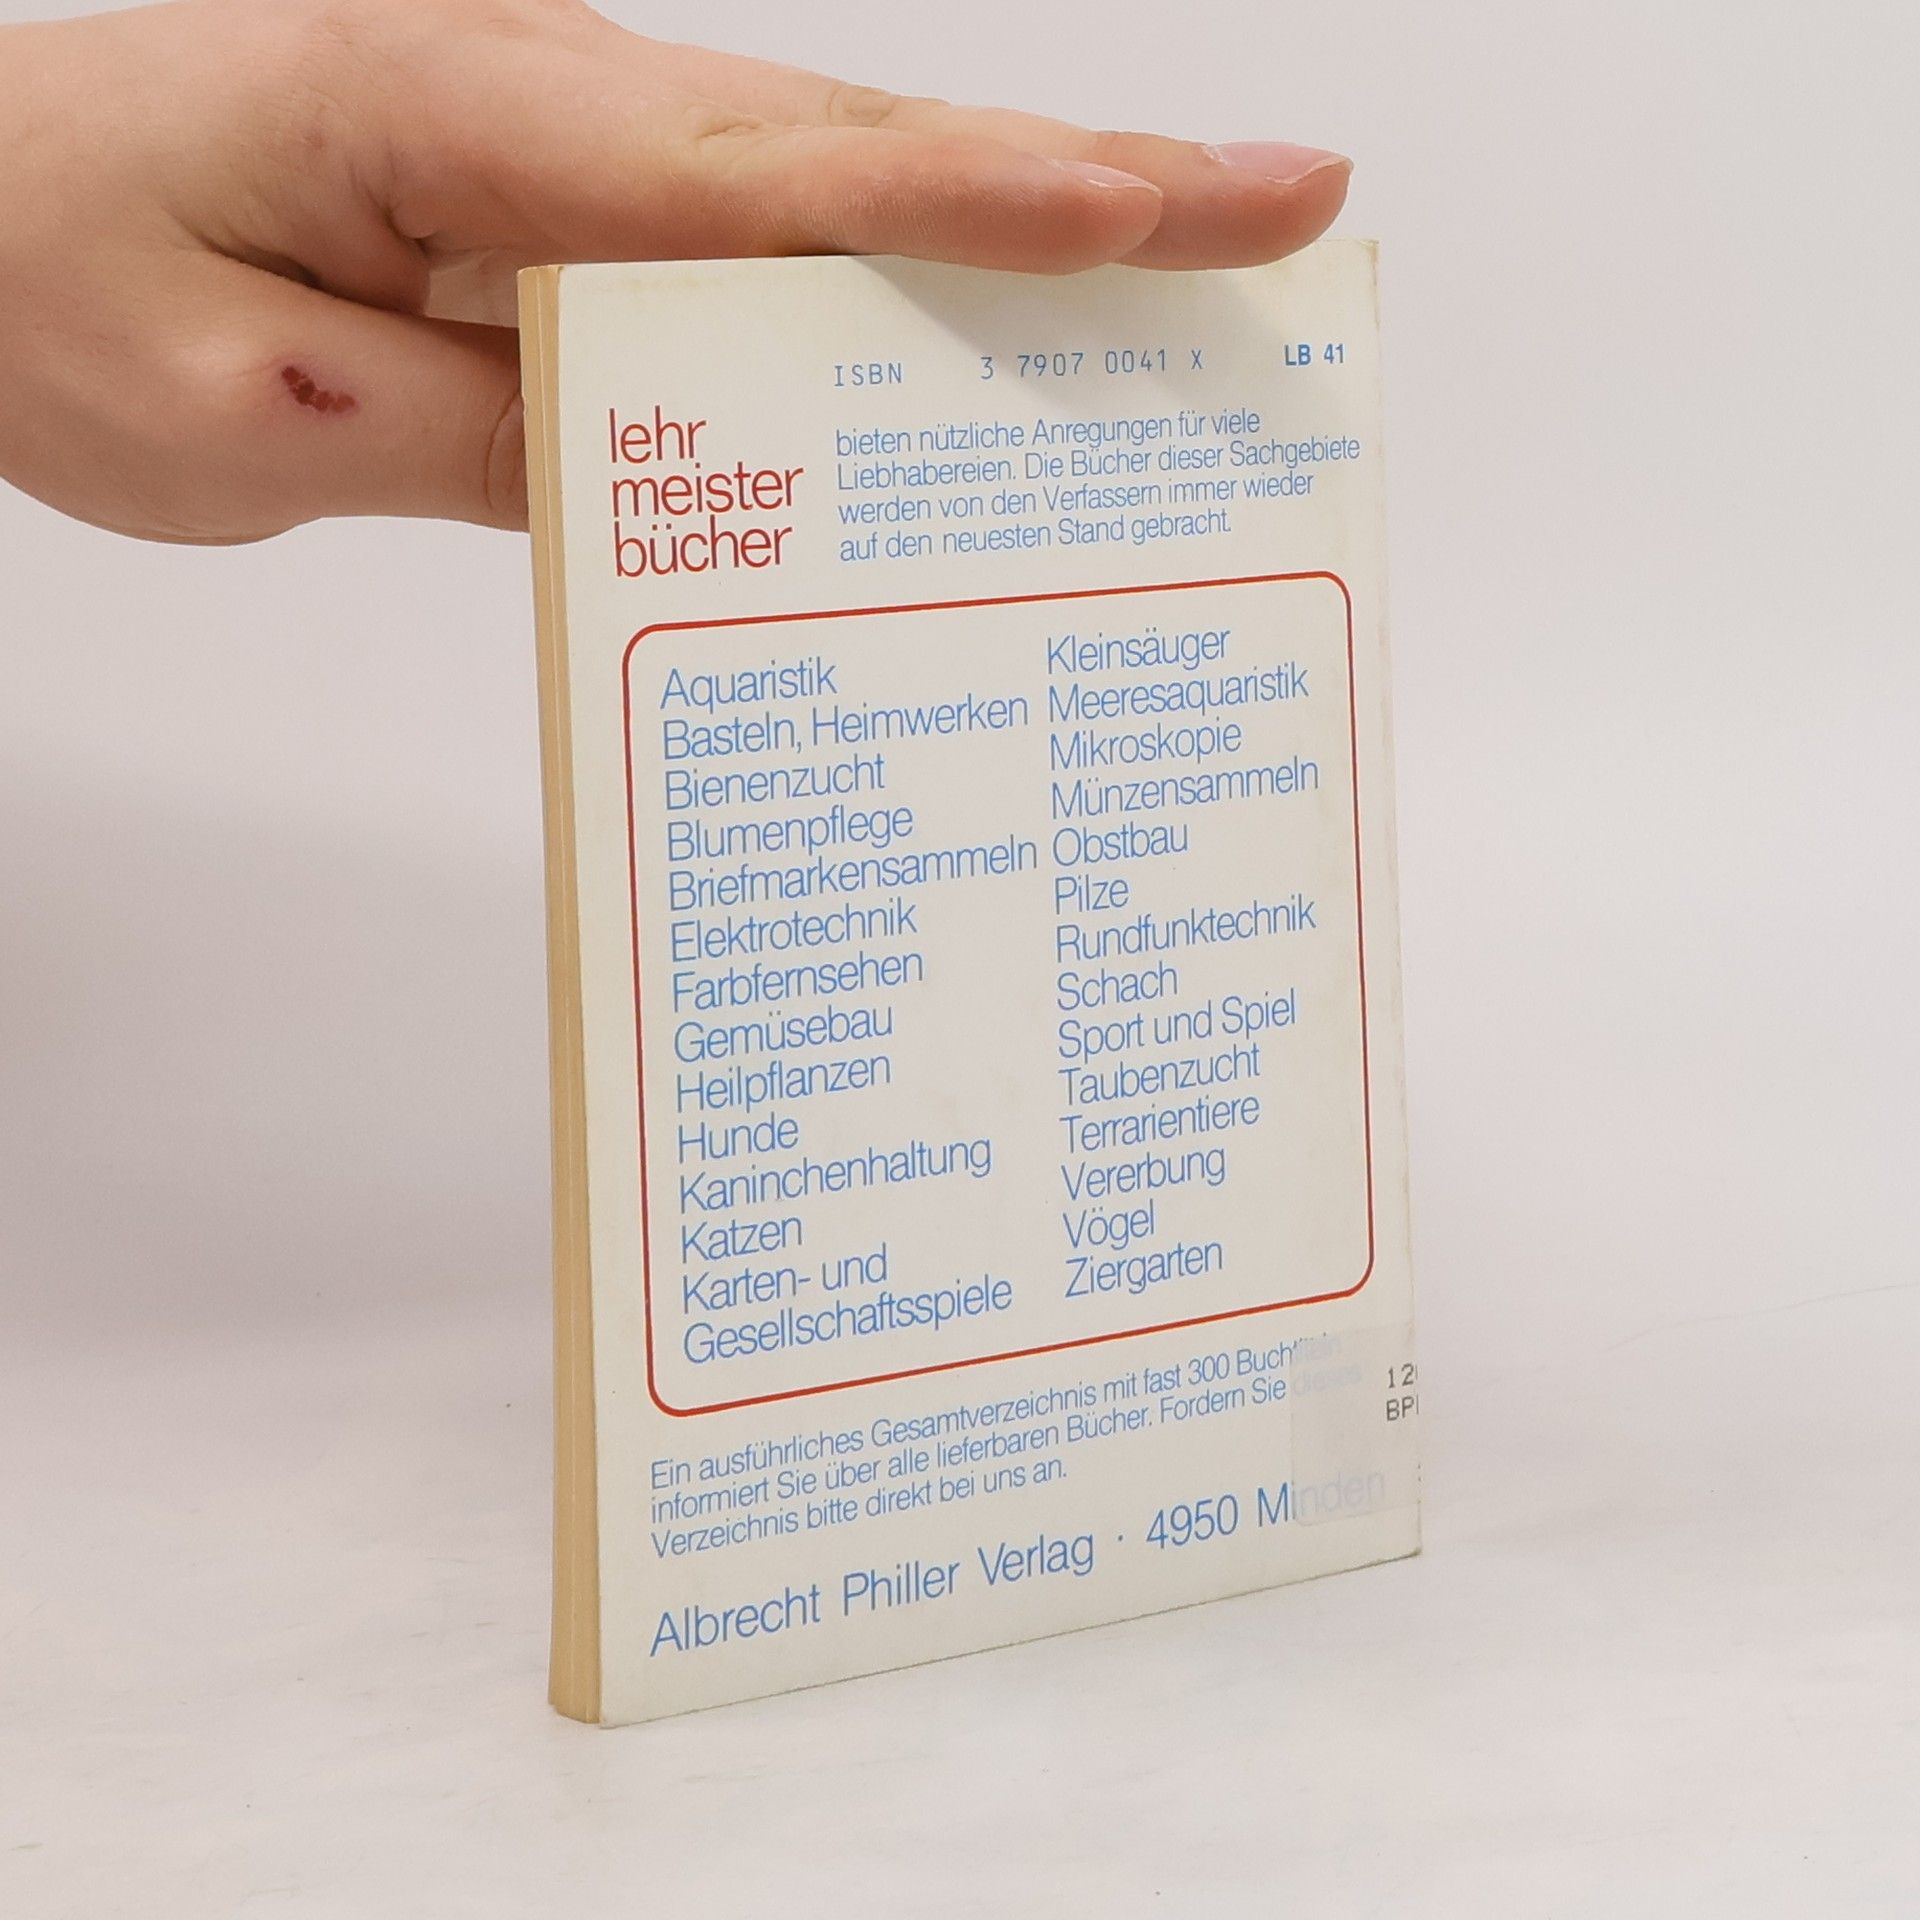 ISBN 3 7907 0041 X LB 41
lehr
meister
bücher
bieten nützliche Anregungen für viele
Liebhabereien. Die Bücher dieser Sachgebiete
werden von den Verfassern immer wieder
auf den neuesten Stand gebracht.
Aquaristik
Basteln, Heimwerken
Bienenzucht
Blumenpflege
Briefmarkensammeln
Elektrotechnik
Farbfernsehen
Gemüsebau
Heilpflanzen
Hunde
Kaninchenhaltung
Katzen
Karten- und
Gesellschaftsspiele
Kleinsäuger
Meeresaquaristik
Mikroskopie
Münzensammeln
Obstbau
Pilze
Rundfunktechnik
Schach
Sport und Spiel
Taubenzucht
Terrarientiere
Vererbung
Vögel
Ziergarten
Ein ausführliches Gesamtverzeichnis mit fast 300
informiert Sie über alle lieferbaren Bücher. Fordern Sie dieses
Verzeichnis bitte direkt bei uns an.
Albrecht Philler Verlag · 4950 Minden
12
BP